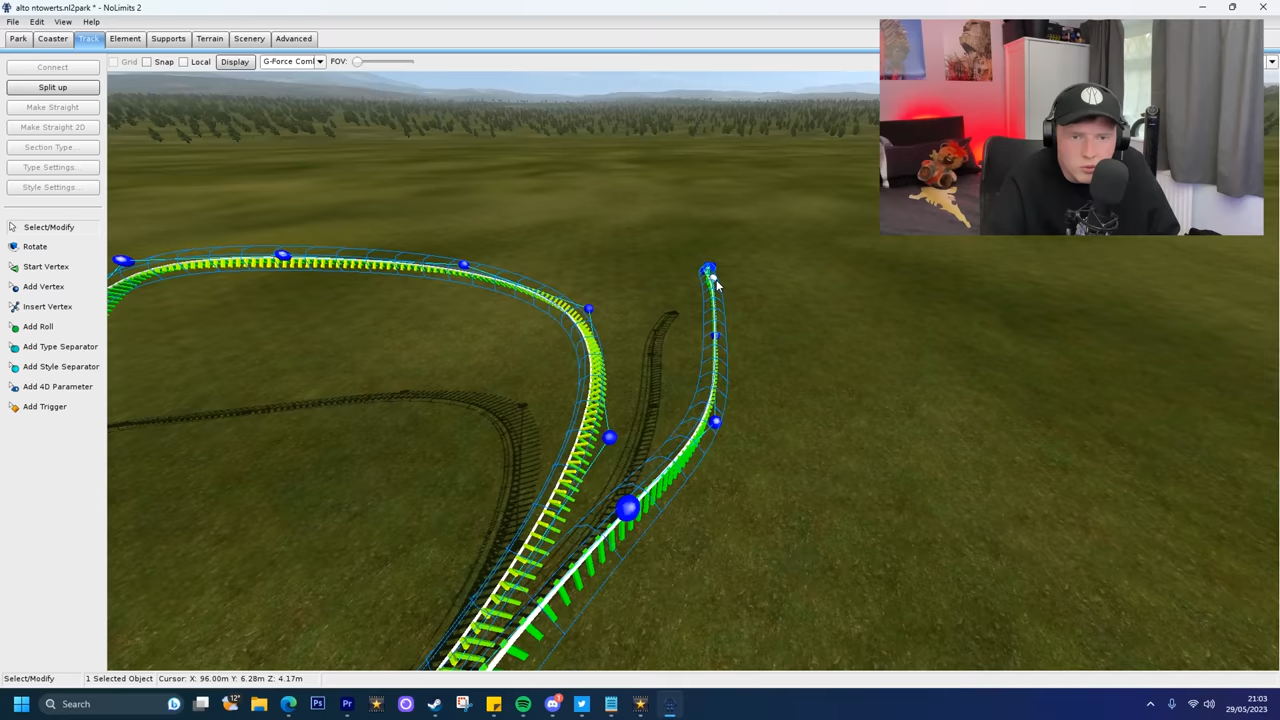 alto ntowerts.nl2park * - NoLimits 2
File Edit View Help
Park Coaster Track Element Supports Terrain Scenery Advanced
Grid Snap Local Display G-Force Coml FOV:
Connect
Split up
Make Straight
Make Straight 2D
Section Type...
Type Settings...
Style Settings...
Select/Modify
Rotate
Start Vertex
Add Vertex
Insert Vertex
Add Roll
Add Type Separator
Add Style Separator
Add 4D Parameter
Add Trigger
Select/Modify 1 Selected Object Cursor: X: 96.00m Y: 6.28m Z: 4.17m
Search 12° 21:03
29/05/2023